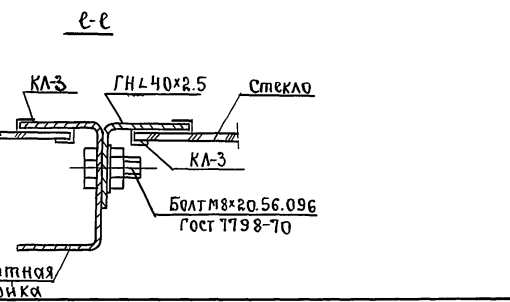 е-е
КЛ-3
ГН∠40×2.5
Стекло
КЛ-3
Болт М8×20.56.096
ГОСТ 7798-70